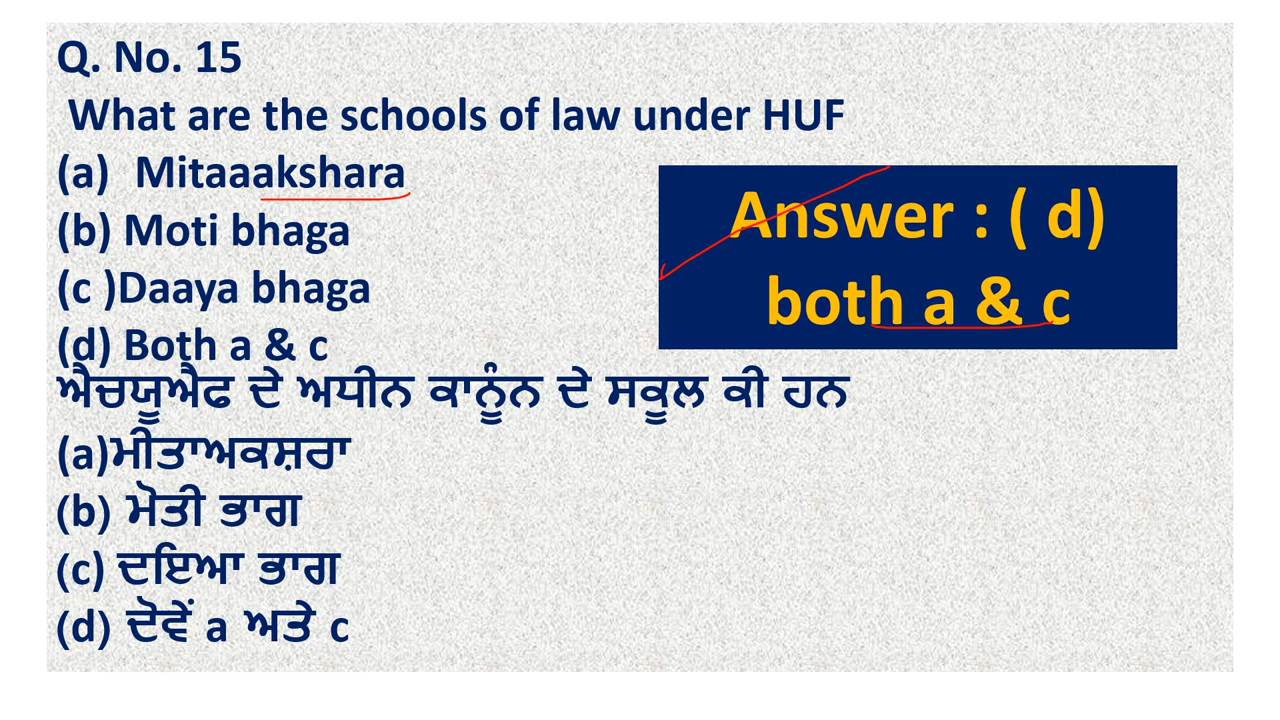 Q. No. 15
What are the schools of law under HUF
(a) Mitaaakshara
(b) Moti bhaga
(c )Daaya bhaga
(d) Both a & c
Answer : ( d)
both a & c
ਐਚਯੂਐਫ ਦੇ ਅਧੀਨ ਕਾਨੂੰਨ ਦੇ ਸਕੂਲ ਕੀ ਹਨ
(a)ਮੀਤਾਅਕਸ਼ਰਾ
(b) ਮੋਤੀ ਭਾਗ
(c) ਦਇਆ ਭਾਗ
(d) ਦੋਵੇਂ a ਅਤੇ c